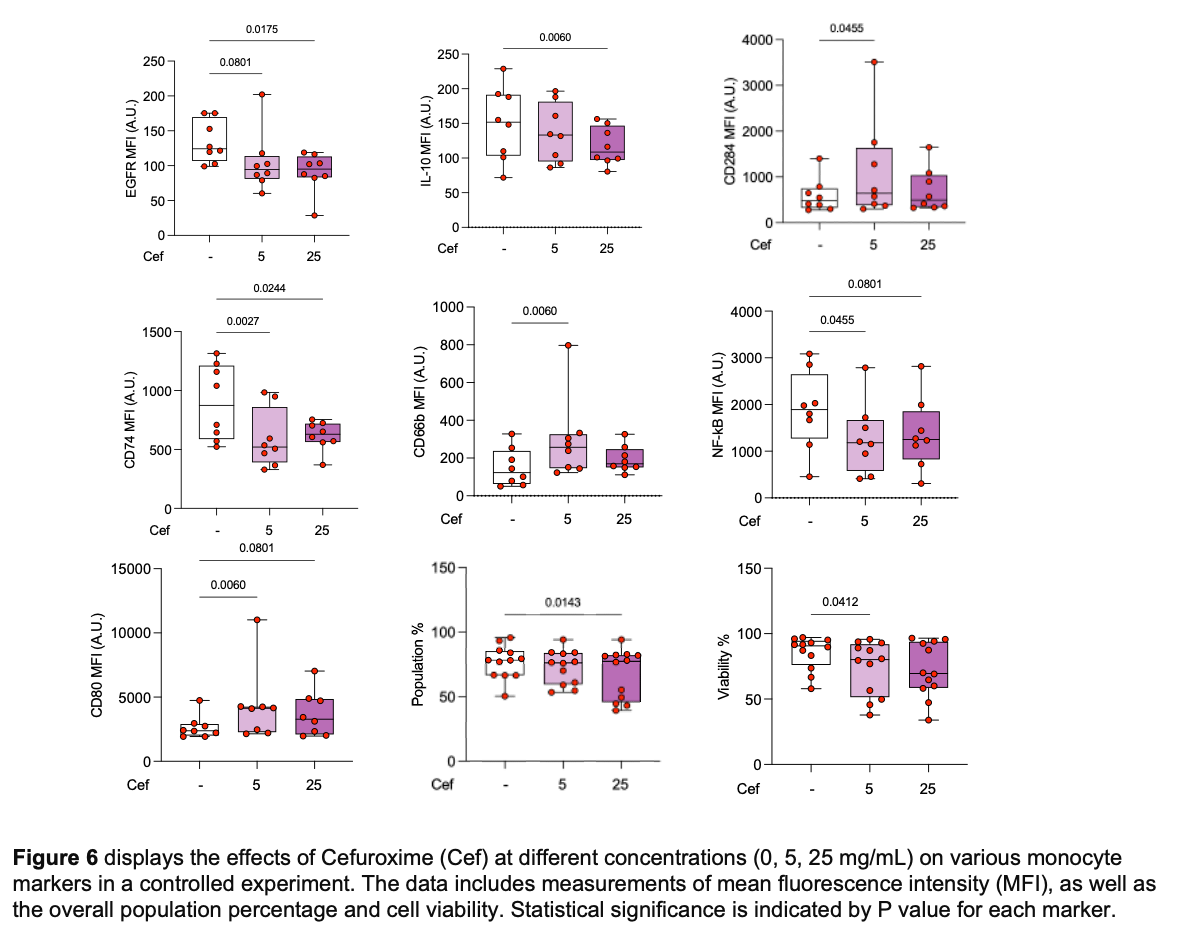 0.0175
0.0801
250
200
150
100
50
0
EGFR MFI (A.U.)
Cef - 5 25
0.0060
250
200
150
100
50
0
IL-10 MFI (A.U.)
Cef - 5 25
0.0455
4000
3000
2000
1000
0
CD284 MFI (A.U.)
Cef - 5 25
0.0244
0.0027
1500
1000
500
0
CD74 MFI (A.U.)
Cef - 5 25
0.0060
1000
800
600
400
200
0
CD66b MFI (A.U.)
Cef - 5 25
0.0801
0.0455
4000
3000
2000
1000
0
NF-kB MFI (A.U.)
Cef - 5 25
0.0801
0.0060
15000
10000
5000
0
CD80 MFI (A.U.)
Cef - 5 25
0.0143
150
100
50
0
Population %
Cef - 5 25
0.0412
150
100
50
0
Viability %
Cef - 5 25
Figure 6 displays the effects of Cefuroxime (Cef) at different concentrations (0, 5, 25 mg/mL) on various monocyte
markers in a controlled experiment. The data includes measurements of mean fluorescence intensity (MFI), as well as
the overall population percentage and cell viability. Statistical significance is indicated by P value for each marker.